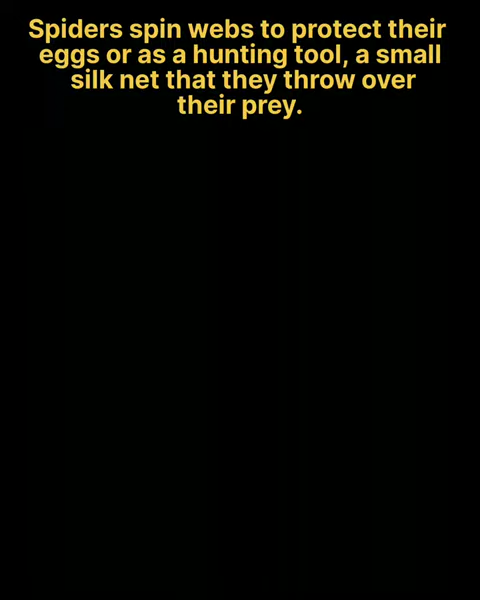 Spiders spin webs to protect their
eggs or as a hunting tool, a small
silk net that they throw over
their prey.